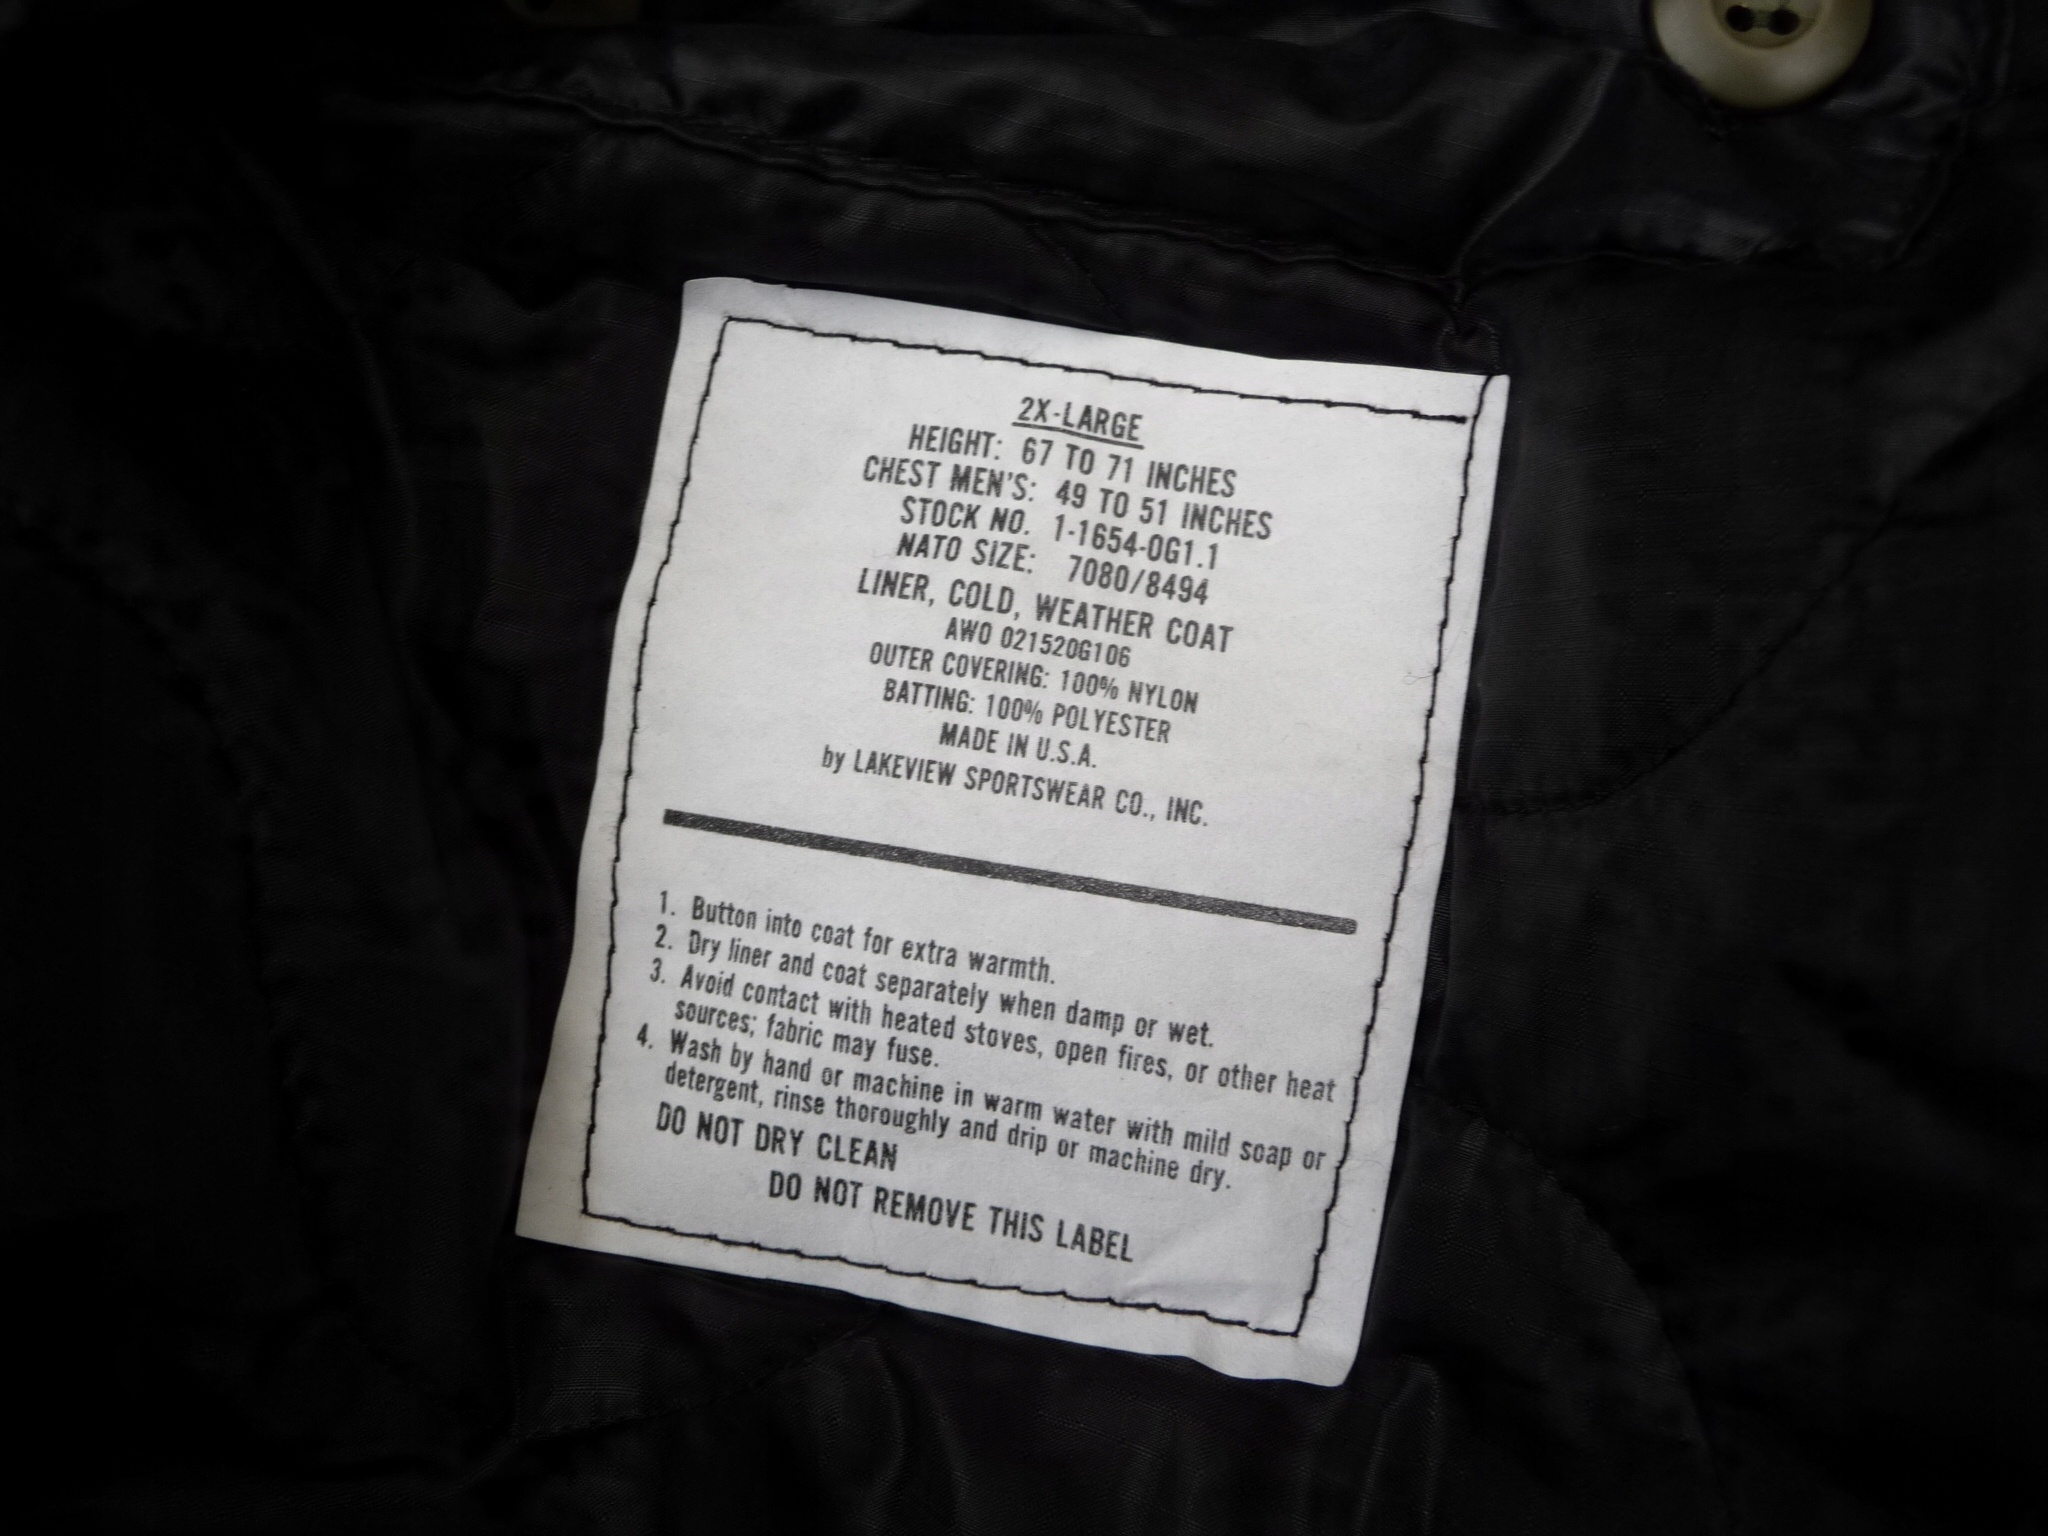 2X-LARGE
HEIGHT: 67 TO 71 INCHES
CHEST MEN'S: 49 TO 51 INCHES
STOCK NO. 1-1654-OG1.1
NATO SIZE: 7080/8494
LINER, COLD, WEATHER COAT
AWO 021520G106
OUTER COVERING: 100% NYLON
BATTING: 100% POLYESTER
MADE IN U.S.A.
by LAKEVIEW SPORTSWEAR CO., INC.
1. Button into coat for extra warmth.
2. Dry liner and coat separately when damp or wet.
3. Avoid contact with heated stoves, open fires, or other heat
sources; fabric may fuse.
4. Wash by hand or machine in warm water with mild soap or
detergent, rinse thoroughly and drip or machine dry.
DO NOT DRY CLEAN
DO NOT REMOVE THIS LABEL